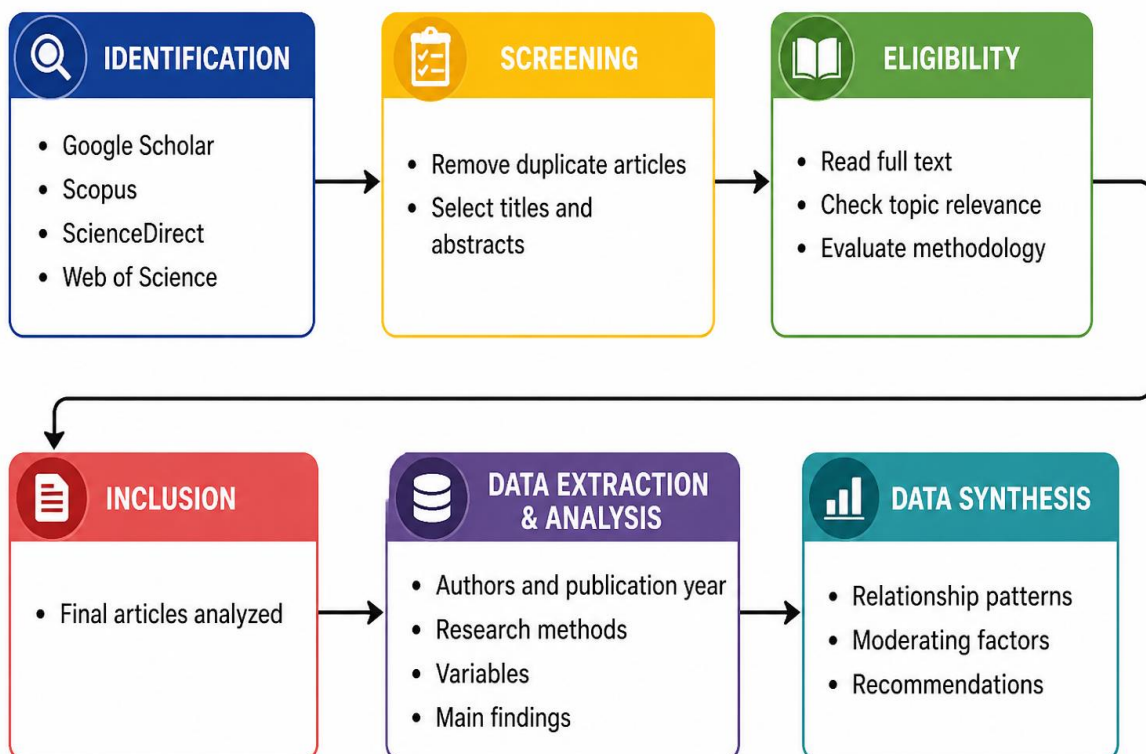 IDENTIFICATION
• Google Scholar
• Scopus
• ScienceDirect
• Web of Science
SCREENING
• Remove duplicate articles
• Select titles and
abstracts
ELIGIBILITY
• Read full text
• Check topic relevance
• Evaluate methodology
INCLUSION
• Final articles analyzed
DATA EXTRACTION
& ANALYSIS
• Authors and publication year
• Research methods
• Variables
• Main findings
DATA SYNTHESIS
• Relationship patterns
• Moderating factors
• Recommendations